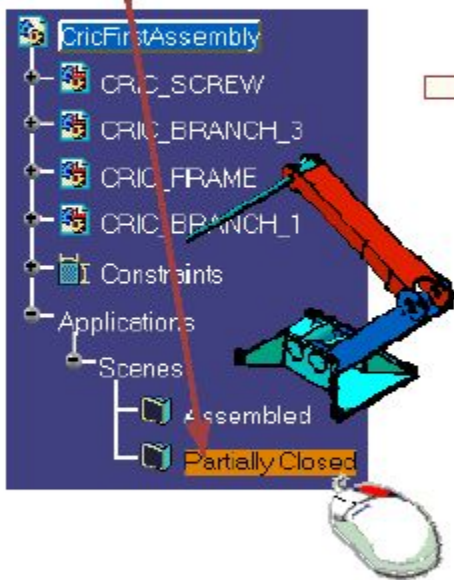 CricFirstAssembly
CRIC_SCREW
CRIC_BRANCH_3
CRIC_FRAME
CRIC_BRANCH_1
Constraints
Applications
Scenes
Assembled
Partially Closed